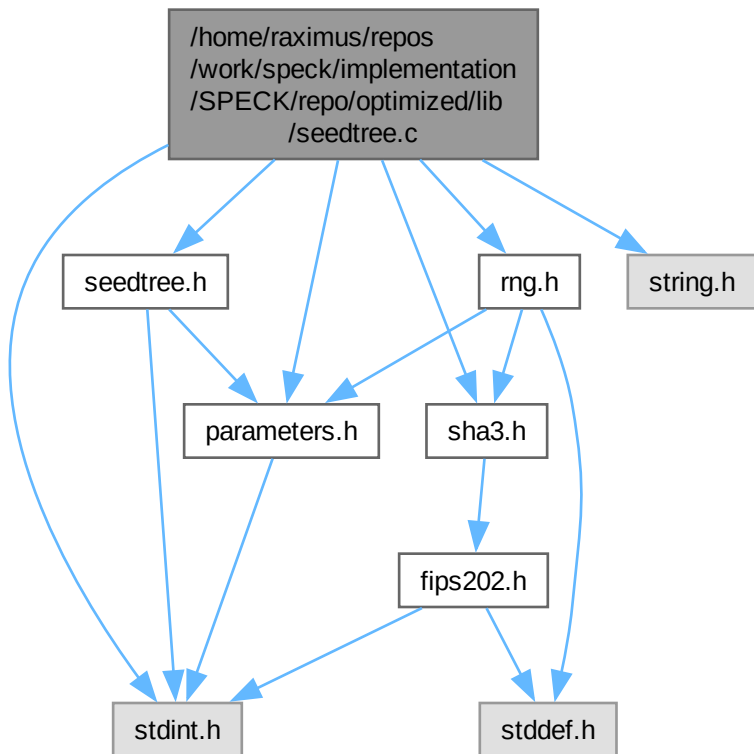 /home/raximus/repos
/work/speck/implementation
/SPECK/repo/optimized/lib
/seedtree.c
seedtree.h
rng.h
string.h
parameters.h
sha3.h
fips202.h
stdint.h
stddef.h